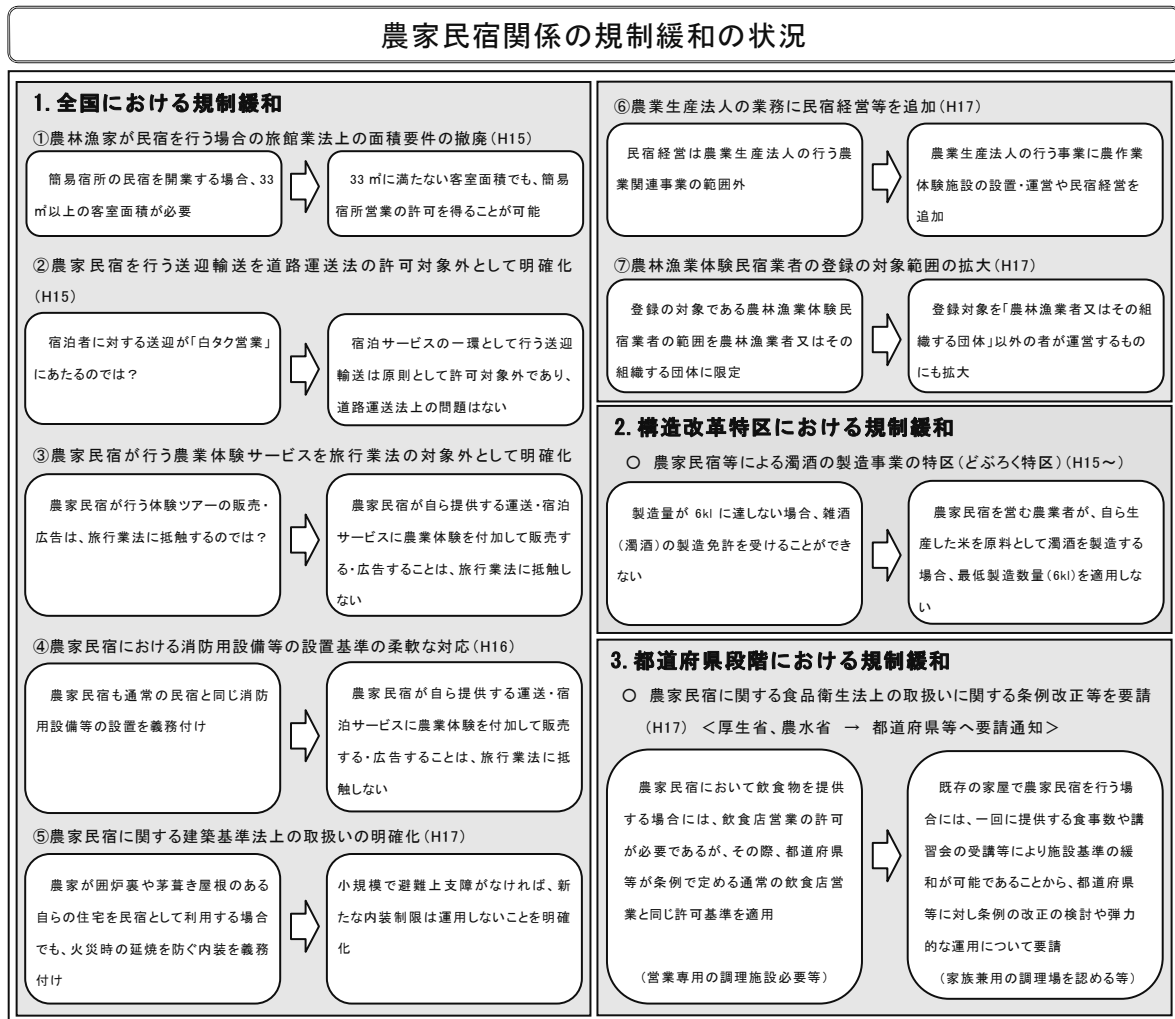 農家民宿関係の規制緩和の状況
1. 全国における規制緩和
①農林漁家が民宿を行う場合の旅館業法上の面積要件の撤廃(H15)
簡易宿所の民宿を開業する場合、33
㎡以上の客室面積が必要
33 ㎡に満たない客室面積でも、簡易
宿所営業の許可を得ることが可能
②農家民宿を行う送迎輸送を道路運送法の許可対象外として明確化
(H15)
宿泊者に対する送迎が「白タク営業」
にあたるのでは?
宿泊サービスの一環として行う送迎
輸送は原則として許可対象外であり、
道路運送法上の問題はない
③農家民宿が行う農業体験サービスを旅行業法の対象外として明確化
農家民宿が行う体験ツアーの販売・
広告は、旅行業法に抵触するのでは?
農家民宿が自ら提供する運送・宿泊
サービスに農業体験を付加して販売す
る・広告することは、旅行業法に抵触し
ない
④農家民宿における消防用設備等の設置基準の柔軟な対応(H16)
農家民宿も通常の民宿と同じ消防
用設備等の設置を義務付け
農家民宿が自ら提供する運送・宿
泊サービスに農業体験を付加して販売
する・広告することは、旅行業法に抵
触しない
⑤農家民宿に関する建築基準法上の取扱いの明確化(H17)
農家が囲炉裏や茅葺き屋根のある
自らの住宅を民宿として利用する場合
でも、火災時の延焼を防ぐ内装を義務
付け
小規模で避難上支障がなければ、新
たな内装制限は運用しないことを明確
化
⑥農業生産法人の業務に民宿経営等を追加(H17)
民宿経営は農業生産法人の行う農
業関連事業の範囲外
農業生産法人の行う事業に農作業
体験施設の設置・運営や民宿経営を
追加
⑦農林漁業体験民宿業者の登録の対象範囲の拡大(H17)
登録の対象である農林漁業体験民
宿業者の範囲を農林漁業者又はその
組織する団体に限定
登録対象を「農林漁業者又はその組
織する団体」以外の者が運営するもの
にも拡大
2. 構造改革特区における規制緩和
○ 農家民宿等による濁酒の製造事業の特区(どぶろく特区)(H15~)
製造量が 6kl に達しない場合、雑酒
(濁酒)の製造免許を受けることができ
ない
農家民宿を営む農業者が、自ら生
産した米を原料として濁酒を製造する
場合、最低製造数量(6kl)を適用しな
い
3. 都道府県段階における規制緩和
○ 農家民宿に関する食品衛生法上の取扱いに関する条例改正等を要請
(H17) <厚生省、農水省 → 都道府県等へ要請通知>
農家民宿において飲食物を提供
する場合には、飲食店営業の許可
が必要であるが、その際、都道府県
等が条例で定める通常の飲食店営
業と同じ許可基準を適用
(営業専用の調理施設必要等)
既存の家屋で農家民宿を行う場
合には、一回に提供する食事数や講
習会の受講等により施設基準の緩
和が可能であることから、都道府県
等に対し条例の改正の検討や弾力
的な運用について要請
(家族兼用の調理場を認める等)